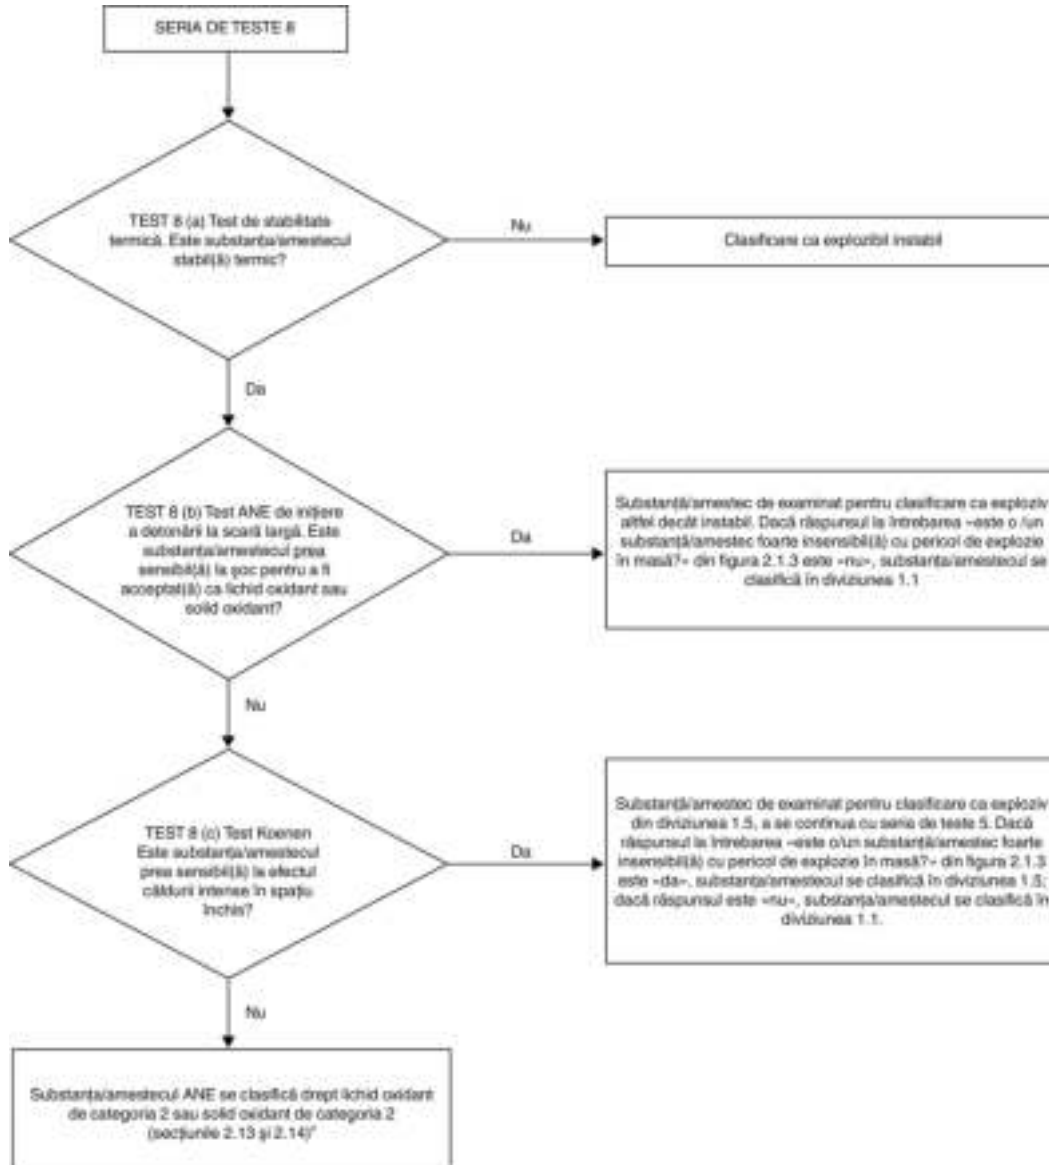 SERIA DE TESTE 8
TEST 8 (a) Test de stabilitate
termică. Este substanța/amestecul
stabil(ă) termic?
Nu
Clasificare ca explozibil instabil
Da
TEST 8 (b) Test ANE de inițiere
a detonării la scară largă. Este
substanța/amestecul prea
sensibil(ă) la șoc pentru a fi
acceptat(ă) ca lichid oxidant sau
solid oxidant?
Da
Substanță/amestec de examinat pentru clasificare ca exploziv
altfel decât instabil. Dacă răspunsul la întrebarea «este o /un
substanță/amestec foarte insensibil(ă) cu pericol de explozie
în masă?» din figura 2.1.3 este «nu», substanța/amestecul se
clasifică în diviziunea 1.1
Nu
TEST 8 (c) Test Koenen
Este substanța/amestecul
prea sensibil(ă) la efectul
căldurii intense în spațiu
închis?
Da
Substanță/amestec de examinat pentru clasificare ca exploziv
din diviziunea 1.5, a se continua cu serie de teste 5. Dacă
răspunsul la întrebarea «este o/un substanță/amestec foarte
insensibil(ă) cu pericol de explozie în masă?» din figura 2.1.3
este «da», substanța/amestecul se clasifică în diviziunea 1.5;
dacă răspunsul este «nu», substanța/amestecul se clasifică în
diviziunea 1.1.
Nu
Substanța/amestecul ANE se clasifică drept lichid oxidant
de categoria 2 sau solid oxidant de categoria 2
(secțiunile 2.13 și 2.14)"